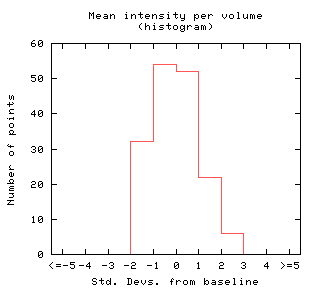 Mean intensity per volume
(histogram)
60
50
40
30
20
10
0
Number of points
<=-5 -4 -3 -2 -1 0 1 2 3 4 >=5
Std. Devs. from baseline